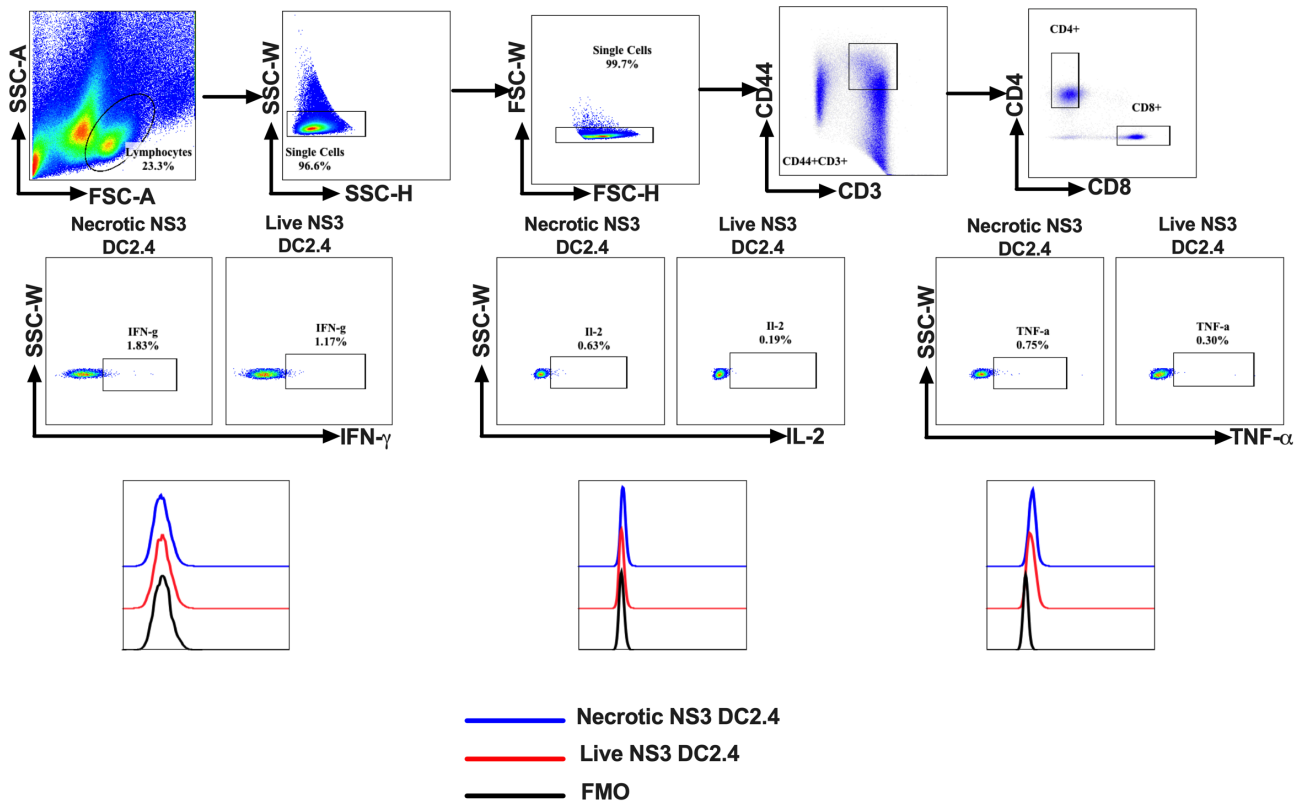 SSC-A
Lymphocytes
23.3%
FSC-A
SSC-W
Single Cells
96.6%
SSC-H
FSC-W
Single Cells
99.7%
FSC-H
CD44
CD44+CD3+
CD3
CD4
CD4+
CD8+
CD8
Necrotic NS3
DC2.4
Live NS3
DC2.4
SSC-W
IFN-g
1.83%
IFN-g
1.17%
IFN-γ
Necrotic NS3
DC2.4
Live NS3
DC2.4
SSC-W
Il-2
0.63%
Il-2
0.19%
IL-2
Necrotic NS3
DC2.4
Live NS3
DC2.4
SSC-W
TNF-a
0.75%
TNF-a
0.30%
TNF-α
Necrotic NS3 DC2.4
Live NS3 DC2.4
FMO